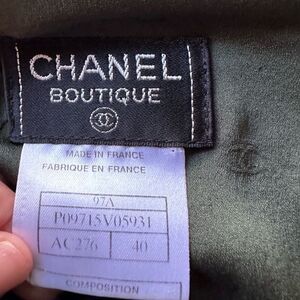 CHANEL
BOUTIQUE
MADE IN FRANCE
FABRIQUE EN FRANCE
97A
P09715V05931
AC276 40
COMPOSITION